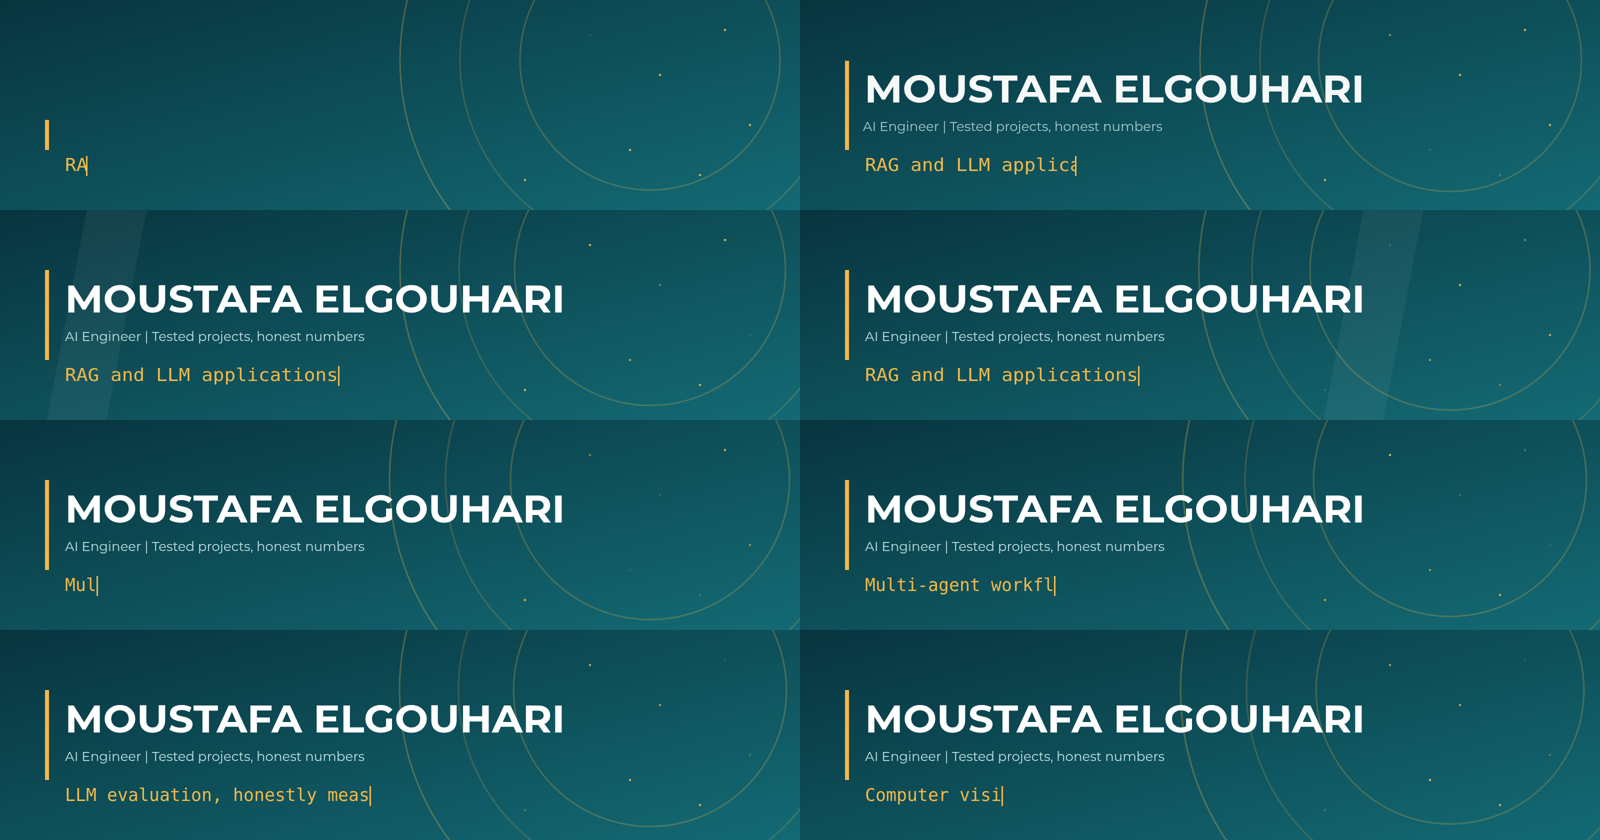 RA
MOUSTAFA ELGOUHARI
AI Engineer | Tested projects, honest numbers
RAG and LLM applica
MOUSTAFA ELGOUHARI
AI Engineer | Tested projects, honest numbers
RAG and LLM applications
MOUSTAFA ELGOUHARI
AI Engineer | Tested projects, honest numbers
RAG and LLM applications
MOUSTAFA ELGOUHARI
AI Engineer | Tested projects, honest numbers
Mul
MOUSTAFA ELGOUHARI
AI Engineer | Tested projects, honest numbers
Multi-agent workfl
MOUSTAFA ELGOUHARI
AI Engineer | Tested projects, honest numbers
LLM evaluation, honestly meas
MOUSTAFA ELGOUHARI
AI Engineer | Tested projects, honest numbers
Computer visi